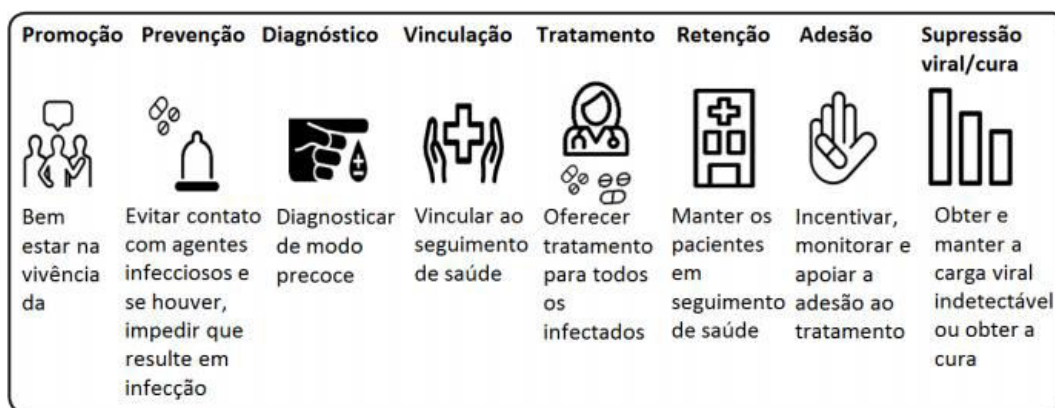 Promoção
Prevenção
Diagnóstico
Vinculação
Tratamento
Retenção
Adesão
Supressão
viral/cura
Bem
estar na
vivência
da
Evitar contato
com agentes
infecciosos e
se houver,
impedir que
resulte em
infecção
Diagnosticar
de modo
precoce
Vincular ao
seguimento
de saúde
Oferecer
tratamento
para todos
os
infectados
Manter os
pacientes
em
seguimento
de saúde
Incentivar,
monitorar e
apoiar a
adesão ao
tratamento
Obter e
manter a
carga viral
indetectável
ou obter a
cura